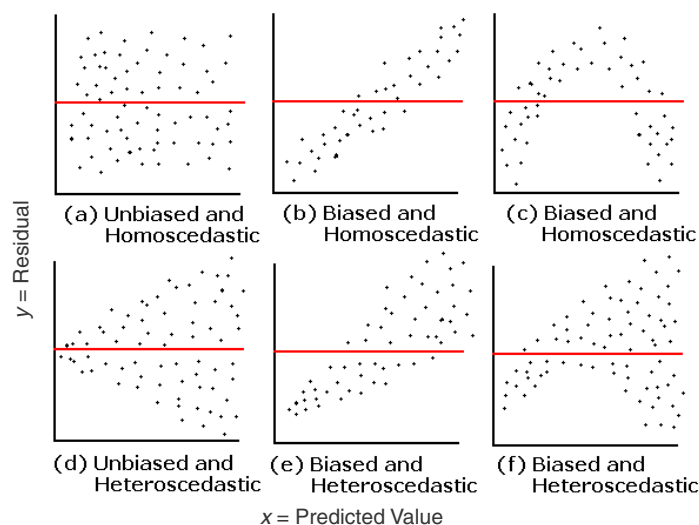 (a) Unbiased and
Homoscedastic
(b) Biased and
Homoscedastic
(c) Biased and
Homoscedastic
y = Residual
(d) Unbiased and
Heteroscedastic
(e) Biased and
Heteroscedastic
(f) Biased and
Heteroscedastic
x = Predicted Value